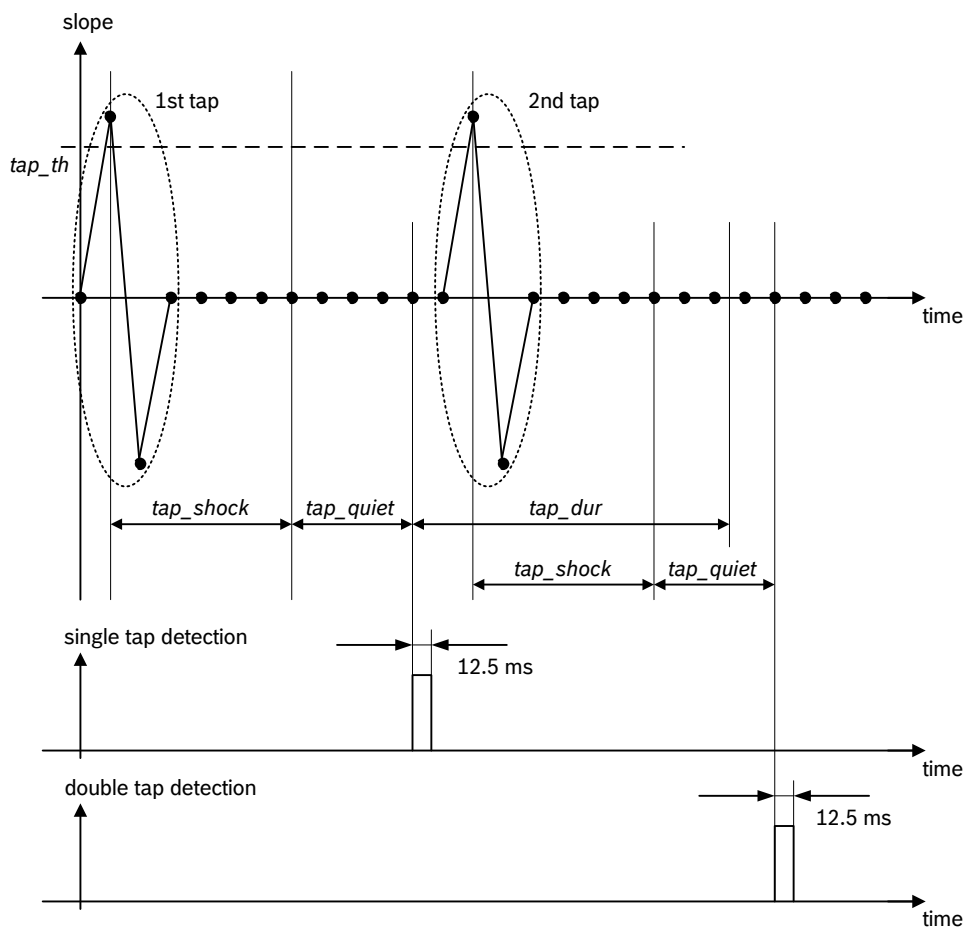 slope
1st tap
2nd tap
tap_th
time
tap_shock
tap_quiet
tap_dur
tap_shock
tap_quiet
single tap detection
12.5 ms
time
double tap detection
12.5 ms
time